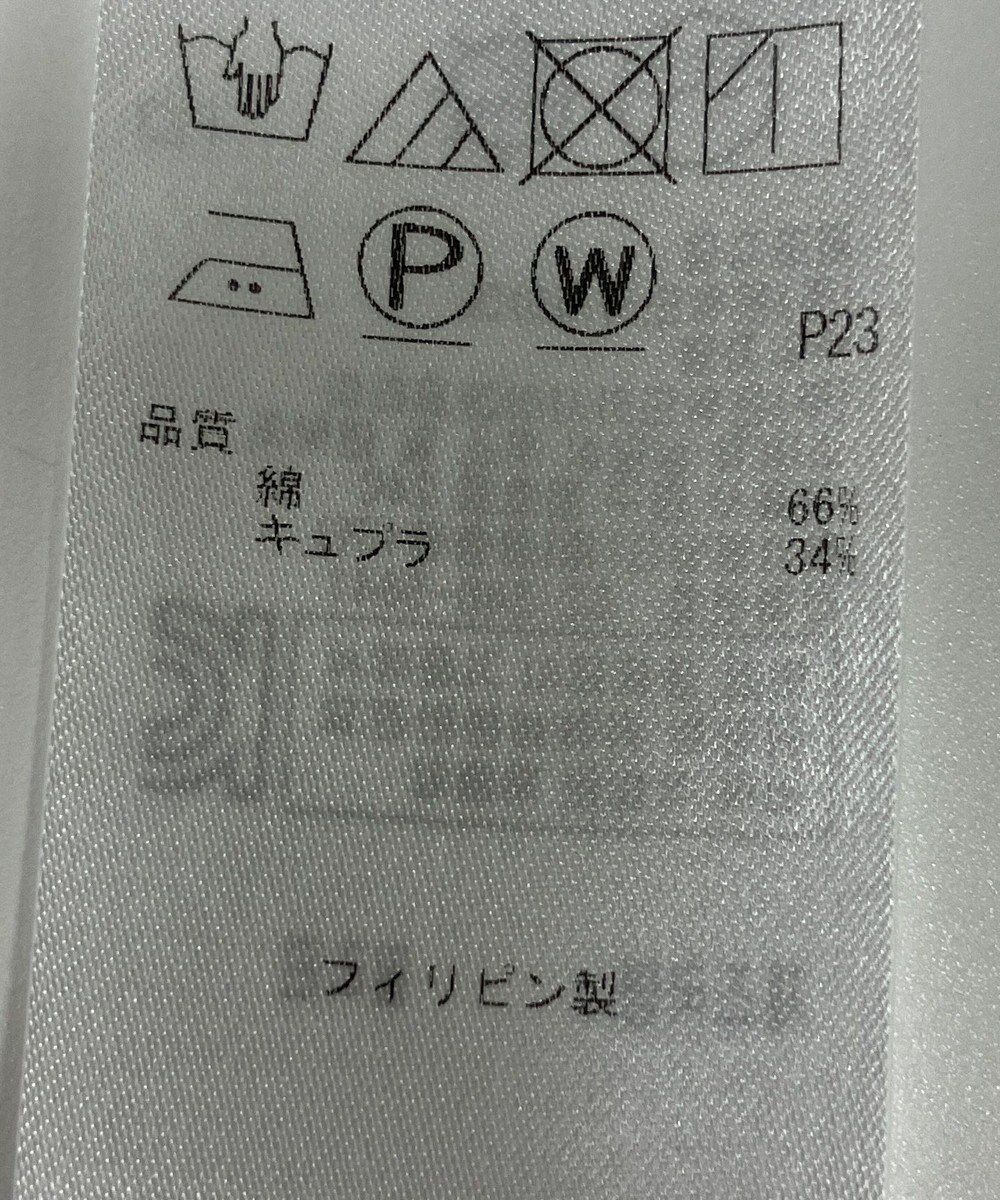 P W
P23
品質
綿 66%
キュプラ 34%
フィリピン製